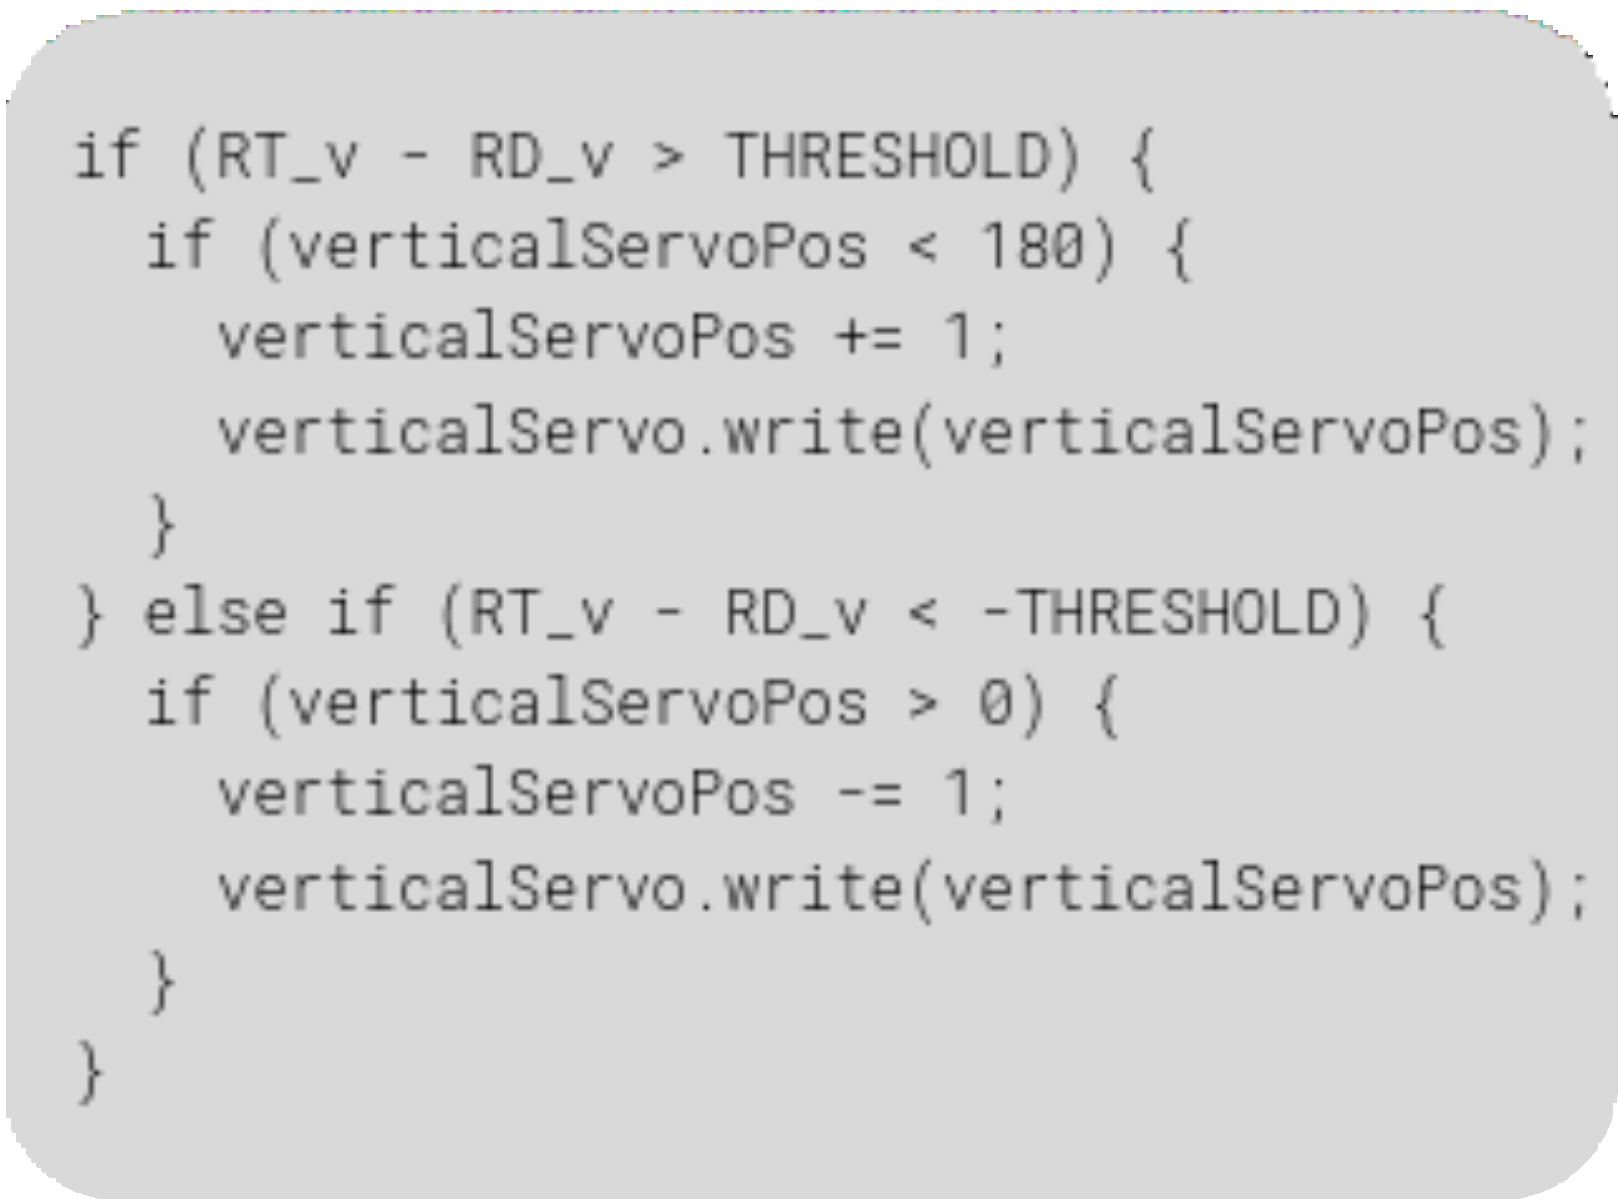 if (RT_v - RD_v > THRESHOLD) {
  if (verticalServoPos < 180) {
    verticalServoPos += 1;
    verticalServo.write(verticalServoPos);
  }
} else if (RT_v - RD_v < -THRESHOLD) {
  if (verticalServoPos > 0) {
    verticalServoPos -= 1;
    verticalServo.write(verticalServoPos);
  }
}